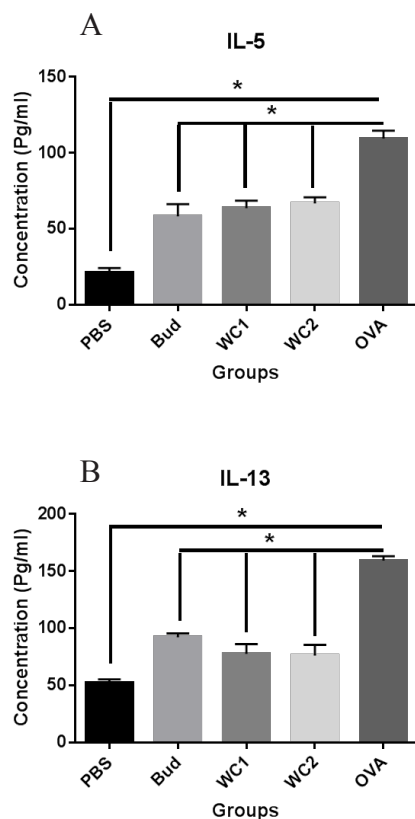 A
IL-5
Concentration (Pg/ml)
150
100
50
0
*
*
PBS
Bud
WC1
WC2
OVA
Groups
B
IL-13
Concentration (Pg/ml)
200
150
100
50
0
*
*
PBS
Bud
WC1
WC2
OVA
Groups